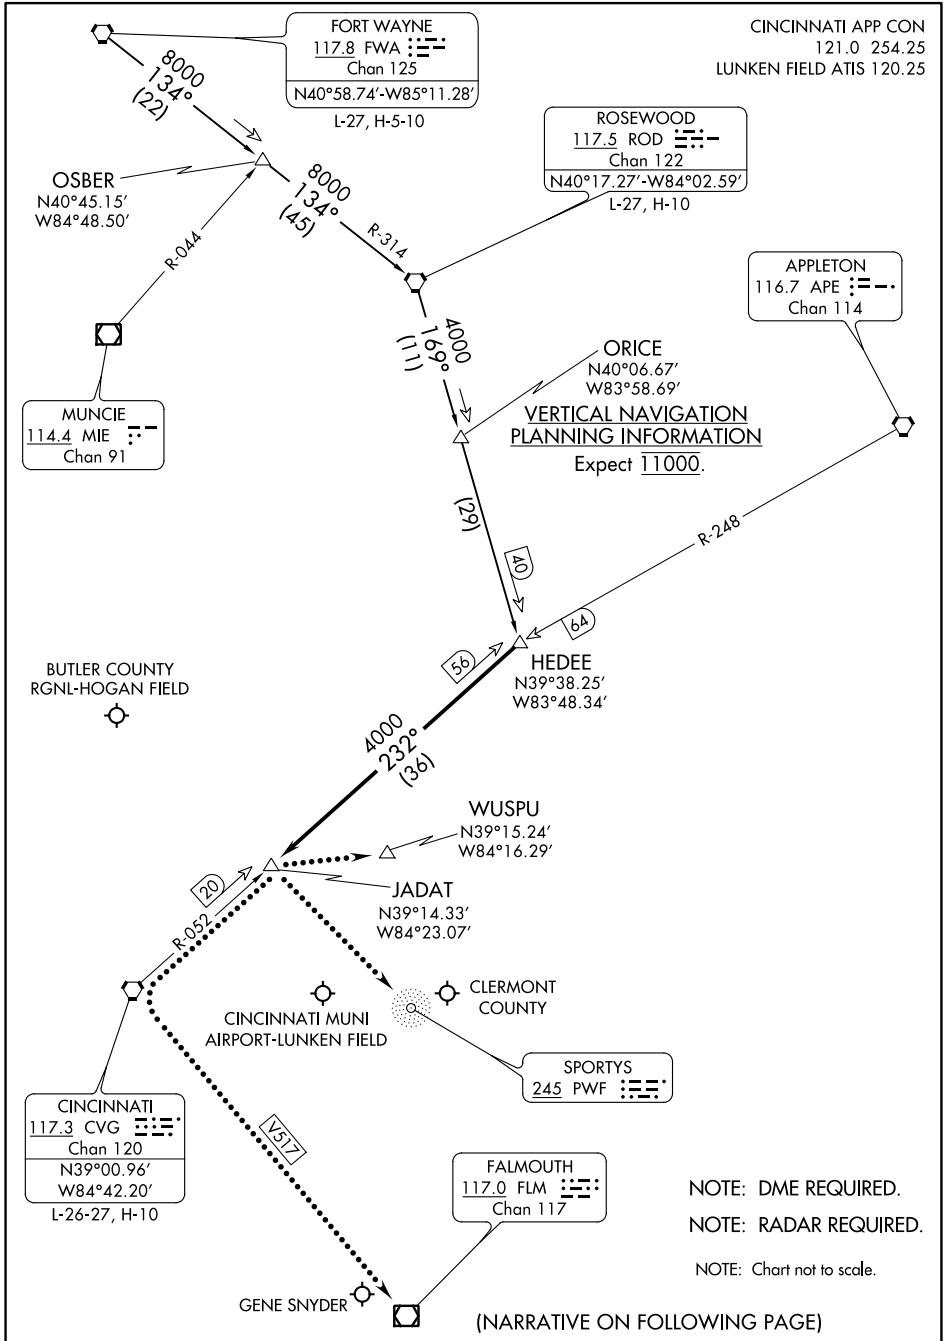 FORT WAYNE
117.8 FWA
Chan 125
N40°58.74'-W85°11.28'
L-27, H-5-10
CINCINNATI APP CON
121.0 254.25
LUNKEN FIELD ATIS 120.25
8000
134°
(22)
ROSEWOOD
117.5 ROD
Chan 122
N40°17.27'-W84°02.59'
L-27, H-10
OSBER
N40°45.15'
W84°48.50'
8000
134°
(45)
R-314
R-044
APPLETON
116.7 APE
Chan 114
4000
169°
(11)
ORICE
N40°06.67'
W83°58.69'
VERTICAL NAVIGATION
PLANNING INFORMATION
Expect 11000.
MUNCIE
114.4 MIE
Chan 91
(29)
R-248
40
64
56
HEDEE
N39°38.25'
W83°48.34'
BUTLER COUNTY
RGNL-HOGAN FIELD
4000
232°
(36)
WUSPU
N39°15.24'
W84°16.29'
JADAT
N39°14.33'
W84°23.07'
20
R-052
CINCINNATI MUNI
AIRPORT-LUNKEN FIELD
CLERMONT
COUNTY
SPORTYS
245 PWF
CINCINNATI
117.3 CVG
Chan 120
N39°00.96'
W84°42.20'
L-26-27, H-10
V517
FALMOUTH
117.0 FLM
Chan 117
NOTE: DME REQUIRED.
NOTE: RADAR REQUIRED.
NOTE: Chart not to scale.
GENE SNYDER
(NARRATIVE ON FOLLOWING PAGE)